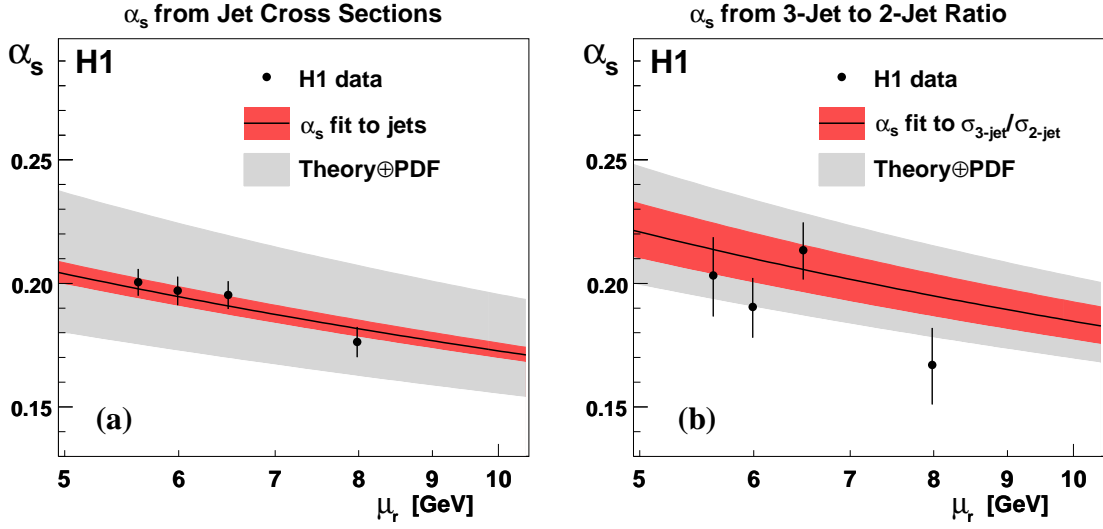 αs from Jet Cross Sections
αs
H1
H1 data
αs fit to jets
Theory⊕PDF
0.25
0.20
0.15
(a)
5 6 7 8 9 10
μr [GeV]
αs from 3-Jet to 2-Jet Ratio
αs
H1
H1 data
αs fit to σ3-jet/σ2-jet
Theory⊕PDF
0.25
0.20
0.15
(b)
5 6 7 8 9 10
μr [GeV]